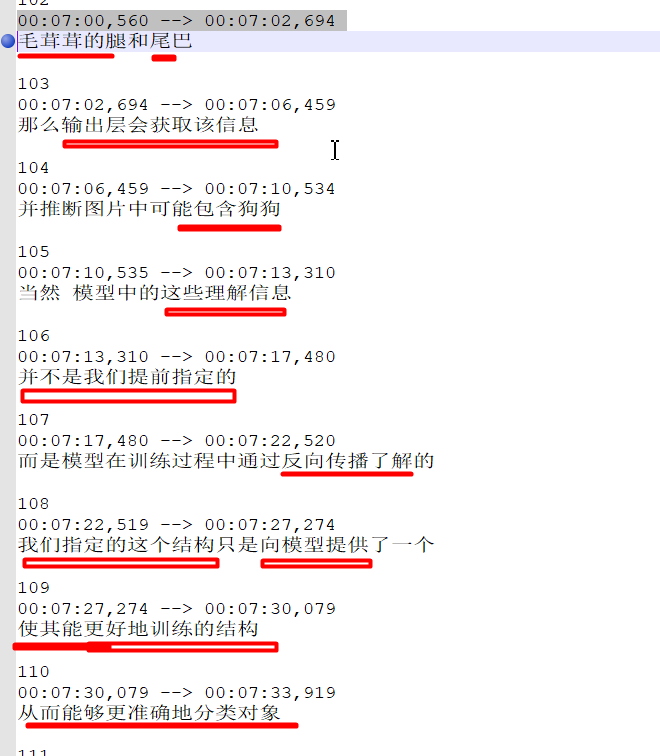 102
00:07:00,560 --> 00:07:02,694
毛茸茸的腿和尾巴
103
00:07:02,694 --> 00:07:06,459
那么输出层会获取该信息
104
00:07:06,459 --> 00:07:10,534
并推断图片中可能包含狗狗
105
00:07:10,535 --> 00:07:13,310
当然 模型中的这些理解信息
106
00:07:13,310 --> 00:07:17,480
并不是我们提前指定的
107
00:07:17,480 --> 00:07:22,520
而是模型在训练过程中通过反向传播了解的
108
00:07:22,519 --> 00:07:27,274
我们指定的这个结构只是向模型提供了一个
109
00:07:27,274 --> 00:07:30,079
使其能更好地训练的结构
110
00:07:30,079 --> 00:07:33,919
从而能够更准确地分类对象
111